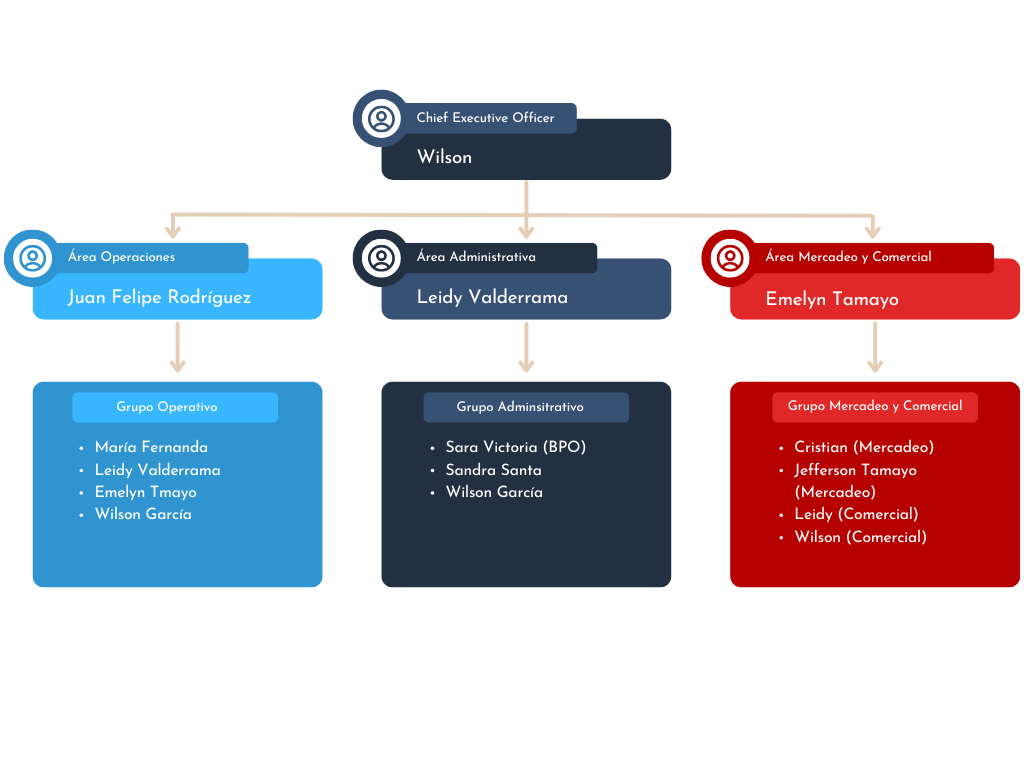 Chief Executive Officer
Wilson
Área Operaciones
Juan Felipe Rodríguez
Área Administrativa
Leidy Valderrama
Área Mercadeo y Comercial
Emelyn Tamayo
Grupo Operativo
• María Fernanda
• Leidy Valderrama
• Emelyn Tmayo
• Wilson García
Grupo Adminsitrativo
• Sara Victoria (BPO)
• Sandra Santa
• Wilson García
Grupo Mercadeo y Comercial
• Cristian (Mercadeo)
• Jefferson Tamayo
(Mercadeo)
• Leidy (Comercial)
• Wilson (Comercial)